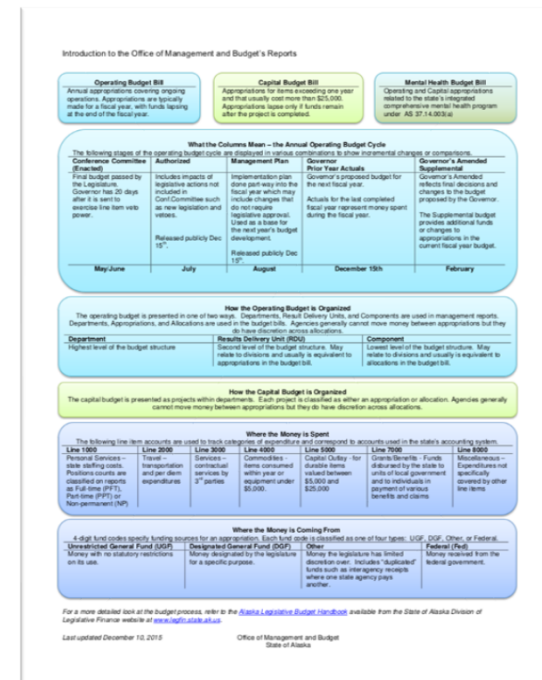 Introduction to the Office of Management and Budget's Reports
Operating Budget Bill
Annual appropriations covering ongoing
operations. Appropriations are typically
made for a fiscal year, with funds lapsing
at the end of the year.
Capital Budget Bill
Appropriations for items exceeding one year
and that usually cost more than $25,000.
Appropriations lapse only if funds remain
after the project is completed.
Mental Health Budget Bill
Operating and Capital appropriations
related to the state's integrated
comprehensive mental health program
under AS 37.14.003(a)
What the Columns Mean – the Annual Operating Budget Cycle
The following stages of the operating budget cycle are displayed in various combinations to show incremental changes or comparisons.
Conference Committee
(Enacted)
Final budget passed by
the Legislature.
Governor has 20 days
after it is sent to
exercise line item veto
power.
May/June
Authorized
Includes impacts of
legislative actions not
included in
Conf.Committee such
as new legislation and
vetoes.
Released publicly Dec
15th.
July
Management Plan
Implementation plan
done part-way into the
fiscal year which may
include changes that
do not require
legislative approval.
Used as a base for
the next year's budget
development.
Released publicly Dec
15th.
August
Governor
Prior Year Actuals
Governor's proposed budget for
the next fiscal year.
Actuals for the last completed
fiscal year represent money spent
during the fiscal year.
December 15th
Governor's Amended
Supplemental
Governor's Amended
reflects final decisions and
changes to the budget
proposed by the Governor.
The Supplemental budget
provides additional funds
or changes to
appropriations in the
current fiscal year budget.
February
How the Operating Budget is Organized
The operating budget is presented in one of two ways. Departments, Result Delivery Units, and Components are used in management reports.
Departments, Appropriations, and Allocations are used in the budget bills. Agencies generally cannot move money between appropriations but they
do have discretion across allocations.
Department
Highest level of the budget structure
Results Delivery Unit (RDU)
Second level of the budget structure. May
relate to divisions and usually is equivalent to
appropriations in the budget bill.
Component
Lowest level of the budget structure. May
relate to divisions and usually is equivalent to
allocations in the budget bill.
How the Capital Budget is Organized
The capital budget is presented as projects within departments. Each project is classified as either an appropriation or allocation. Agencies generally
cannot move money between appropriations but they do have discretion across allocations.
Where the Money is Spent
The following line item accounts are used to track categories of expenditure and correspond to accounts used in the state's accounting system.
Line 1000
Personal Services –
state staffing costs.
Positions counts are
classified on reports
as Full-time (PFT),
Part-time (PPT) or
Non-permanent (NP)
Line 2000
Travel –
transportation
and per diem
expenditures
Line 3000
Services –
contractual
services by
3rd parties
Line 4000
Commodities -
items consumed
within year or
equipment under
$5,000.
Line 5000
Capital Outlay - for
durable items
valued between
$5,000 and
$25,000
Line 7000
Grants/Benefits - Funds
disbursed by the state to
units of local government
and to individuals in
payment of various
benefits and claims
Line 8000
Miscellaneous –
Expenditures not
specifically
covered by other
line items
Where the Money is Coming From
4-digit fund codes specify funding sources for an appropriation. Each fund code is classified as one of four types: UGF, DGF, Other, or Federal.
Unrestricted General Fund (UGF)
Money with no statutory restrictions
on its use.
Designated General Fund (DGF)
Money designated by the legislature
for a specific purpose.
Other
Money the legislature has limited
discretion over. Includes "duplicated"
funds such as interagency receipts
where one state agency pays
another.
Federal (Fed)
Money received from the
federal government.
For a more detailed look at the budget process, refer to the Alaska Legislative Budget Handbook available from the State of Alaska Division of
Legislative Finance website at www.legfin.state.ak.us.
Last updated December 10, 2015
Office of Management and Budget
State of Alaska